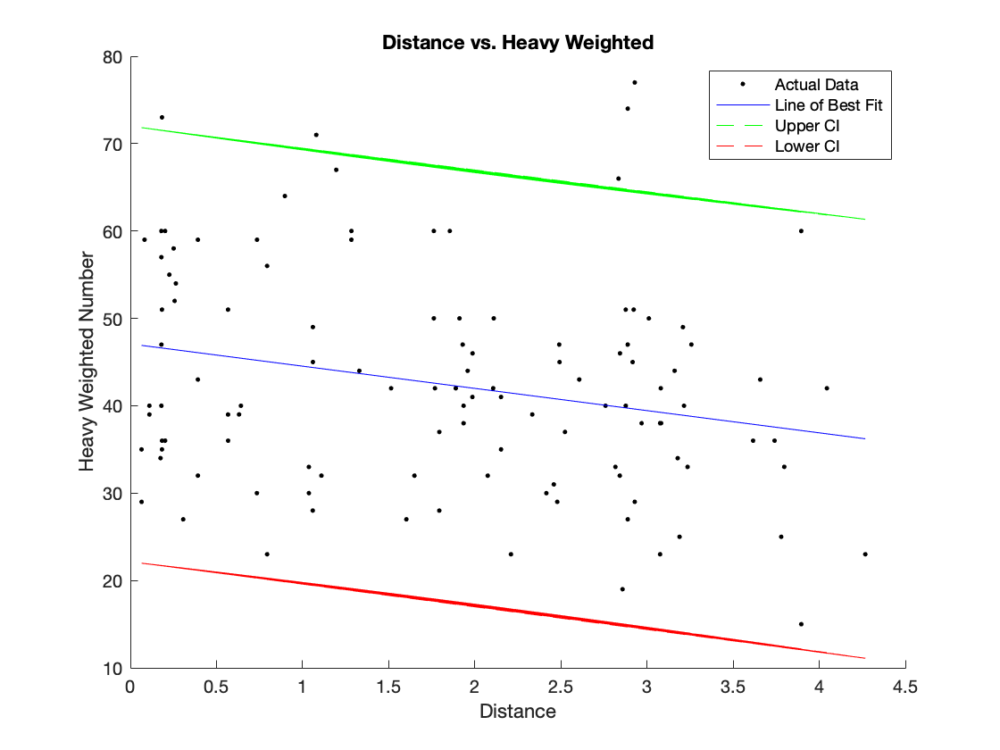 Distance vs. Heavy Weighted
Actual Data
Line of Best Fit
Upper CI
Lower CI
80
70
60
50
40
30
20
10
Heavy Weighted Number
0 0.5 1 1.5 2 2.5 3 3.5 4 4.5
Distance